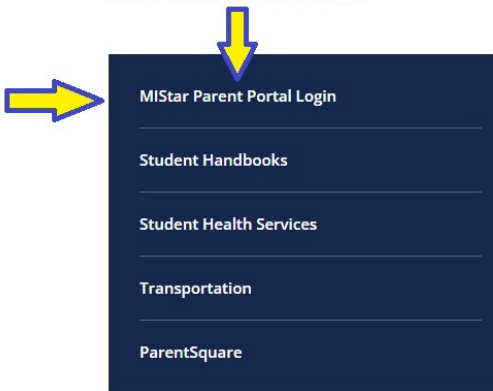 MIStar Parent Portal Login
Student Handbooks
Student Health Services
Transportation
ParentSquare